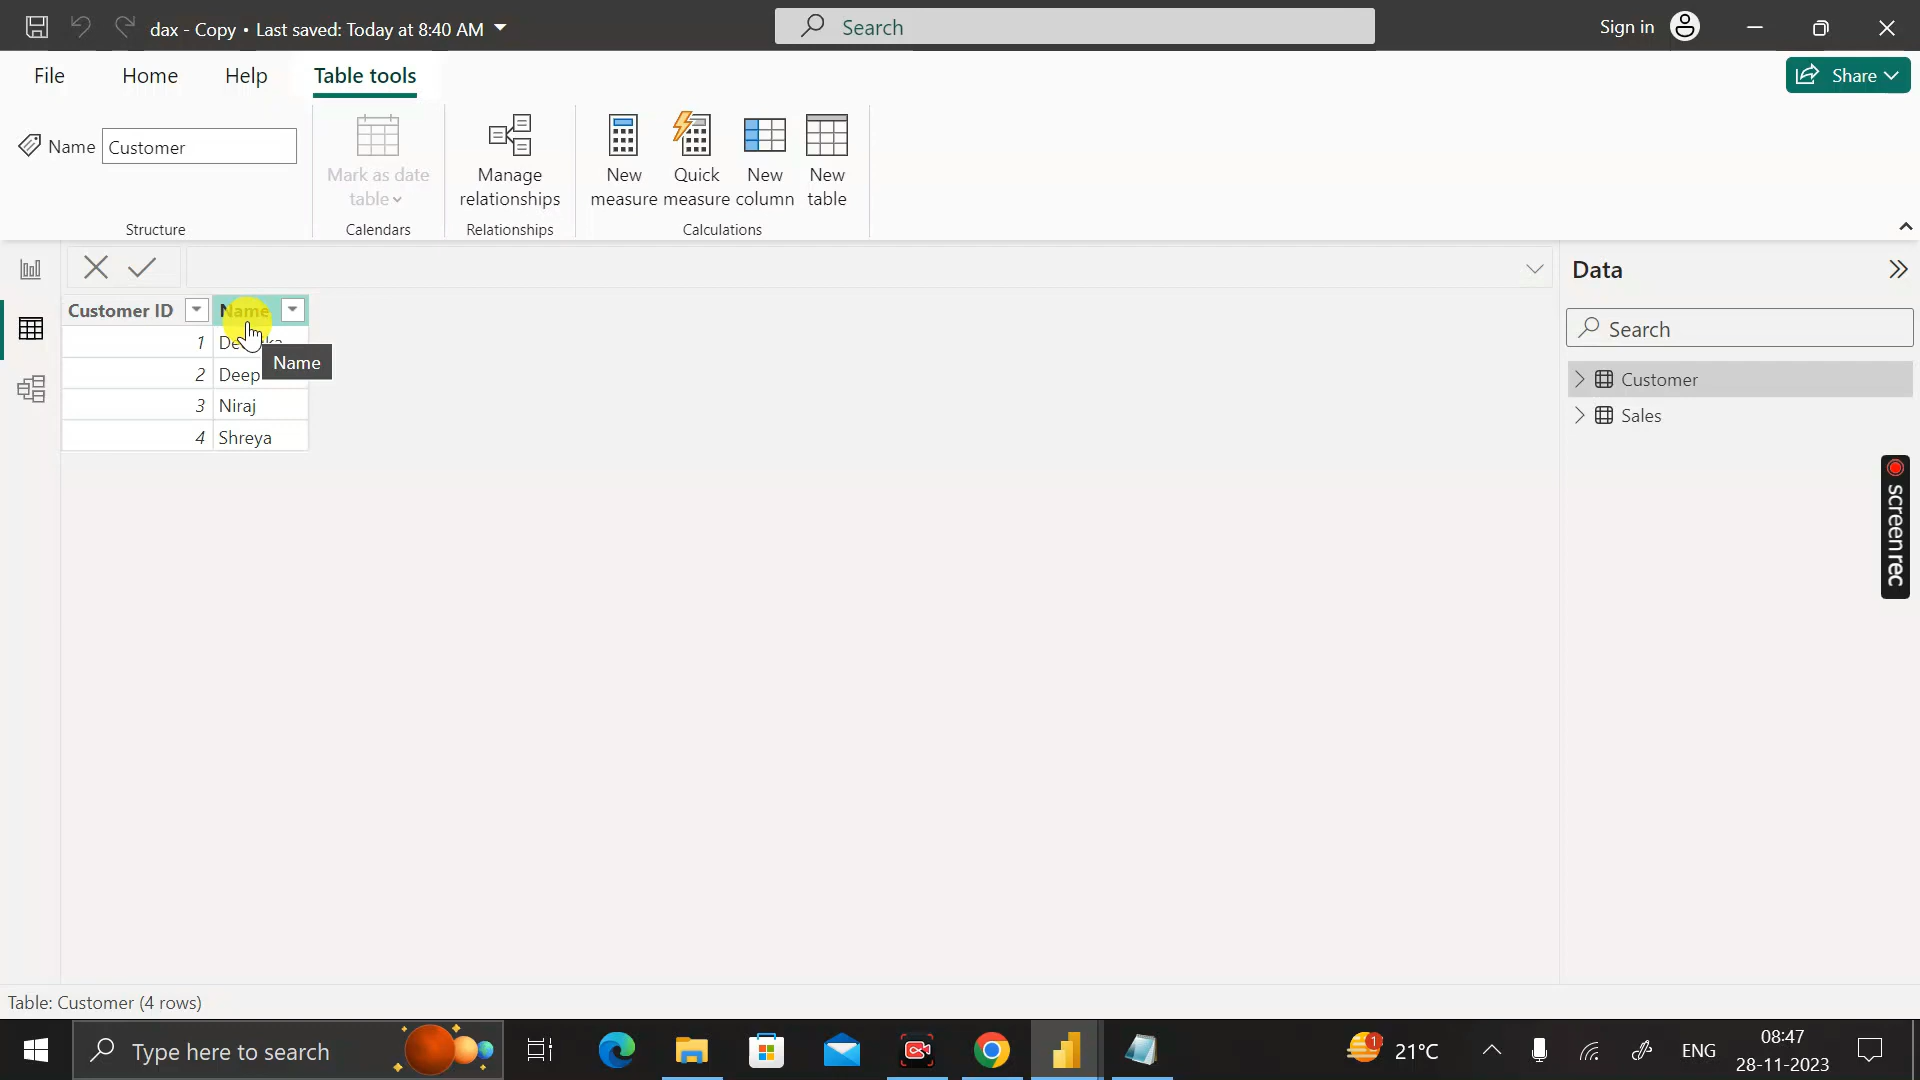 dax - Copy • Last saved: Today at 8:40 AM
Search
Sign in
File
Home
Help
Table tools
Share
Name
Customer
Mark as date
table
Manage
relationships
New
measure
Quick
measure
New
column
New
table
Structure
Calendars
Relationships
Calculations
Customer ID
Name
1
2
Deep
3
Niraj
4
Shreya
Name
Data
Search
Customer
Sales
screenrec
Table: Customer (4 rows)
Type here to search
1
21°C
ENG
08:47
28-11-2023